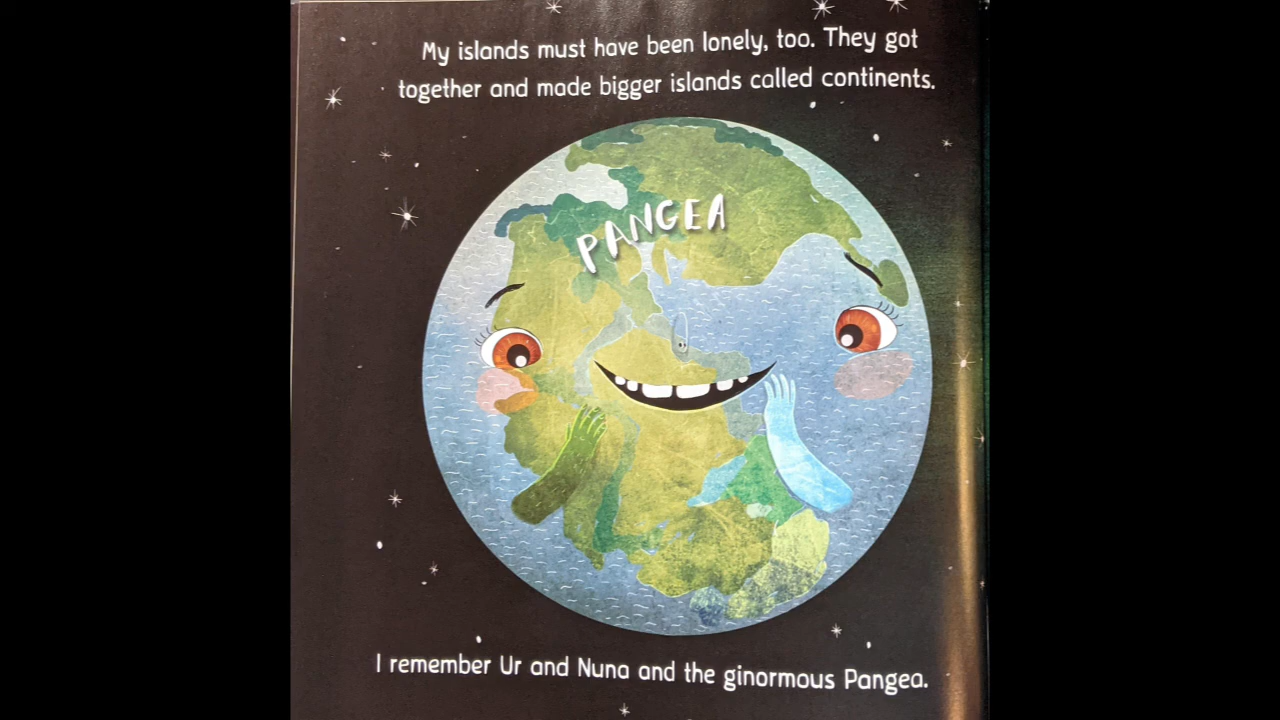 My islands must have been lonely, too. They got
together and made bigger islands called continents.
PANGEA
I remember Ur and Nuna and the ginormous Pangea.